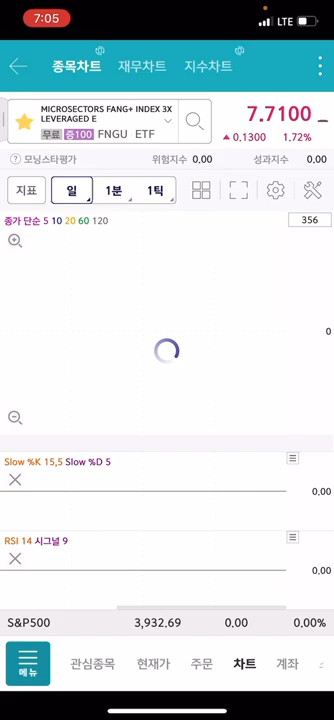 7:05
LTE
종목차트 재무차트 지수차트
MICROSECTORS FANG+ INDEX 3X
LEVERAGED E
무료 증100 FNGU ETF
7.7100
▲ 0.1300 1.72%
? 모닝스타평가 위험지수 0.00 성과지수 0.00
지표 일 1분 1틱
종가 단순 5 10 20 60 120
356
0
Slow %K 15,5 Slow %D 5
0.00
RSI 14 시그널 9
0.00
S&P500 3,932.69 0.00 0.00%
메뉴 관심종목 현재가 주문 차트 계좌